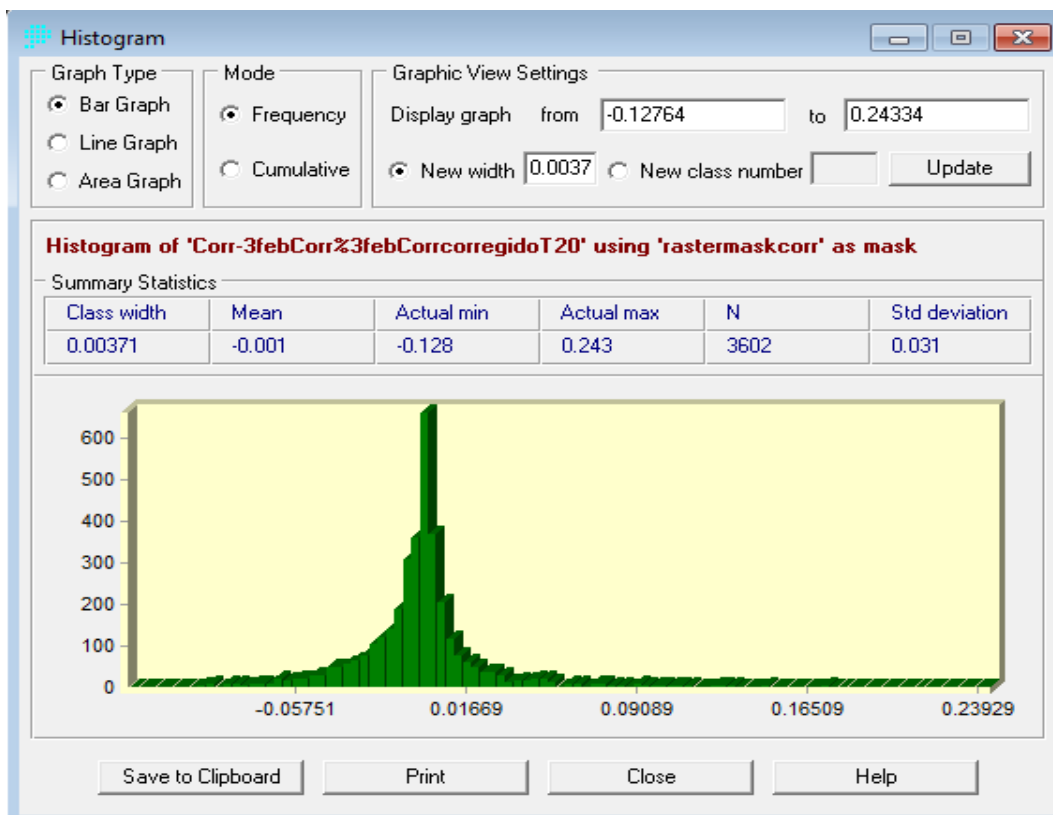 Histogram
Graph Type Mode Graphic View Settings
Bar Graph Frequency Display graph from -0.12764 to 0.24334
Line Graph
Area Graph Cumulative New width 0.0037 New class number Update
Histogram of 'Corr-3febCorr%3febCorrcorregidoT20' using 'rastermaskcorr' as mask
Summary Statistics
Class width Mean Actual min Actual max N Std deviation
0.00371 -0.001 -0.128 0.243 3602 0.031
600
500
400
300
200
100
0
-0.05751 0.01669 0.09089 0.16509 0.23929
Save to Clipboard Print Close Help